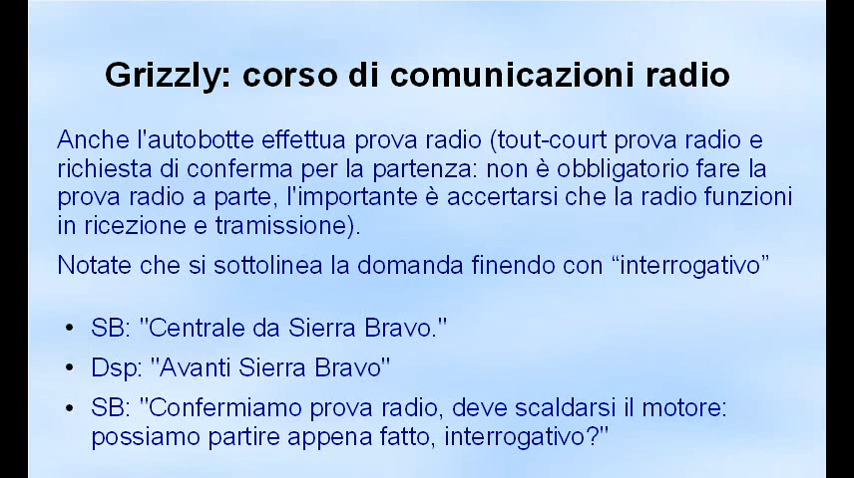 Grizzly: corso di comunicazioni radio
Anche l'autobotte effettua prova radio (tout-court prova radio e
richiesta di conferma per la partenza: non è obbligatorio fare la
prova radio a parte, l'importante è accertarsi che la radio funzioni
in ricezione e tramissione).
Notate che si sottolinea la domanda finendo con “interrogativo”
• SB: "Centrale da Sierra Bravo."
• Dsp: "Avanti Sierra Bravo"
• SB: "Confermiamo prova radio, deve scaldarsi il motore:
possiamo partire appena fatto, interrogativo?"